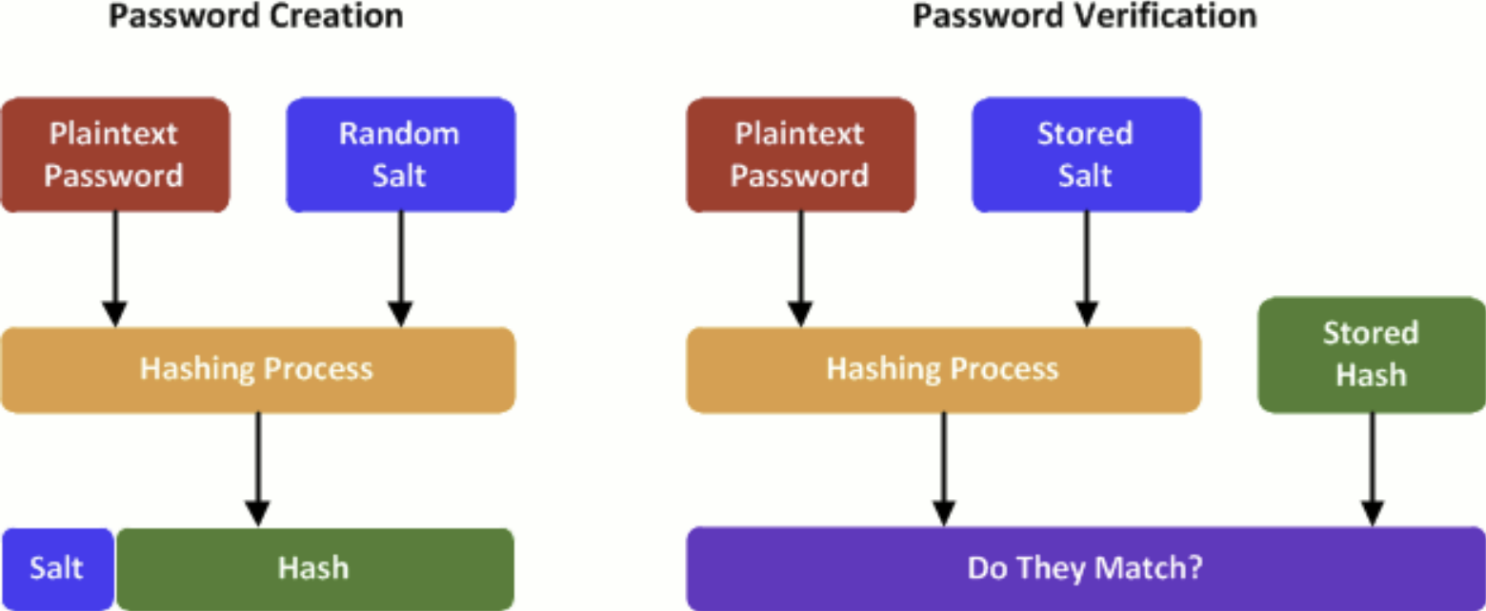 Password Creation
Plaintext
Password
Random
Salt
Hashing Process
Salt
Hash
Password Verification
Plaintext
Password
Stored
Salt
Hashing Process
Stored
Hash
Do They Match?